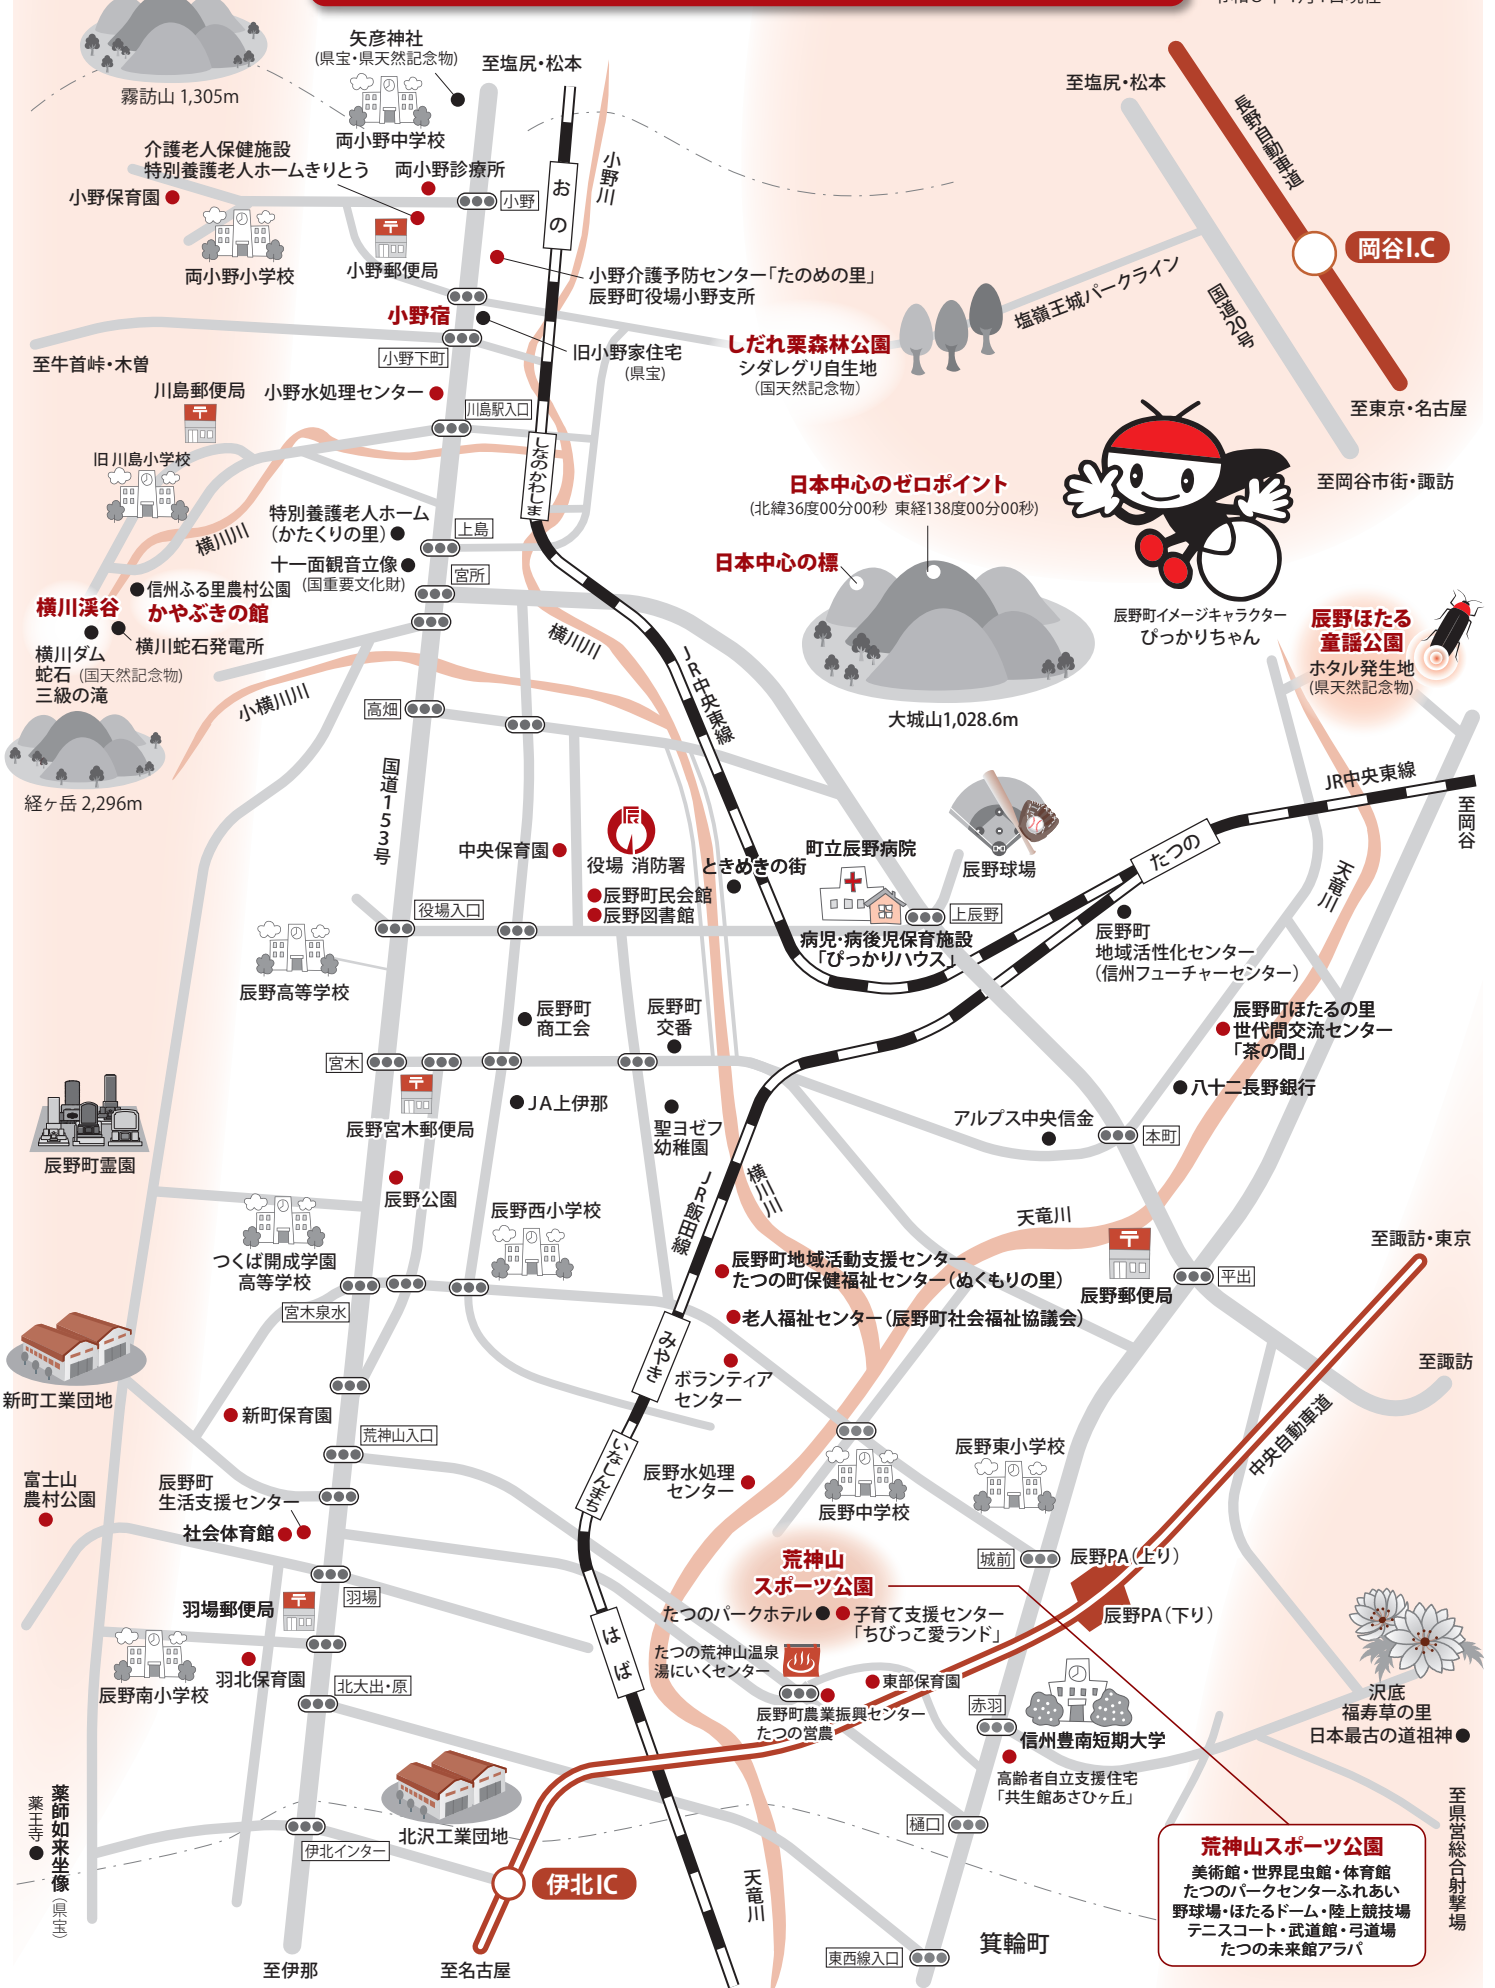 霧訪山 1,305m
矢彦神社
(県宝・県天然記念物)
至塩尻・松本
両小野中学校
介護老人保健施設
特別養護老人ホームきりとう
両小野診療所
小野保育園
小野
おの
小野川
両小野小学校
小野郵便局
小野介護予防センター「たのめの里」
辰野町役場小野支所
小野宿
小野下町
旧小野家住宅
(県宝)
至牛首峠・木曽
川島郵便局
小野水処理センター
川島駅入口
しなのかわしま
旧川島小学校
横川川
特別養護老人ホーム
(かたくりの里)
上島
十一面観音立像
(国重要文化財)
宮所
信州ふる里農村公園
かやぶきの館
横川渓谷
横川蛇石発電所
横川ダム
蛇石 (国天然記念物)
三級の滝
小横川川
横川川
経ヶ岳 2,296m
至塩尻・松本
長野自動車道
岡谷I.C
塩嶺王城パークライン
国道20号
しだれ栗森林公園
シダレグリ自生地
(国天然記念物)
至東京・名古屋
至岡谷市街・諏訪
日本中心のゼロポイント
(北緯36度00分00秒 東経138度00分00秒)
日本中心の標
大城山1,028.6m
辰野町イメージキャラクター
ぴっかりちゃん
辰野ほたる
童謡公園
ホタル発生地
(県天然記念物)
JR中央東線
高畑
国道153号
中央保育園
役場 消防署
ときめきの街
辰野町民会館
辰野図書館
町立辰野病院
辰野球場
役場入口
上辰野
病児・病後児保育施設
「ぴっかりハウス」
たつの
JR中央東線
至岡谷
天竜川
辰野町
地域活性化センター
(信州フューチャーセンター)
辰野高等学校
辰野町
商工会
辰野町
交番
辰野町ほたるの里
世代間交流センター
「茶の間」
宮木
八十二長野銀行
JA上伊那
辰野宮木郵便局
聖ヨゼフ
幼稚園
アルプス中央信金
本町
辰野町霊園
辰野公園
辰野西小学校
JR飯田線
横川川
天竜川
つくば開成学園
高等学校
宮木泉水
辰野町地域活動支援センター
たつの町保健福祉センター(ぬくもりの里)
老人福祉センター(辰野町社会福祉協議会)
辰野郵便局
平出
至諏訪・東京
至諏訪
みやき
ボランティア
センター
新町工業団地
新町保育園
荒神山入口
いなしんまち
中央自動車道
富士山
農村公園
辰野町
生活支援センター
社会体育館
辰野水処理
センター
辰野中学校
辰野東小学校
城前
辰野PA(上り)
辰野PA(下り)
荒神山
スポーツ公園
たつのパークホテル
子育て支援センター
「ちびっこ愛ランド」
羽場郵便局
羽場
はば
たつの荒神山温泉
湯にいくセンター
東部保育園
辰野町農業振興センター
たつの営農
辰野南小学校
羽北保育園
北大出・原
赤羽
信州豊南短期大学
高齢者自立支援住宅
「共生館あさひヶ丘」
沢底
福寿草の里
日本最古の道祖神
北沢工業団地
伊北インター
伊北IC
樋口
薬師如来坐像(県宝)
薬王寺
至県営総合射撃場
荒神山スポーツ公園
美術館・世界昆虫館・体育館
たつのパークセンターふれあい
野球場・ほたるドーム・陸上競技場
テニスコート・武道館・弓道場
たつの未来館アラパ
天竜川
箕輪町
東西線入口
至伊那
至名古屋